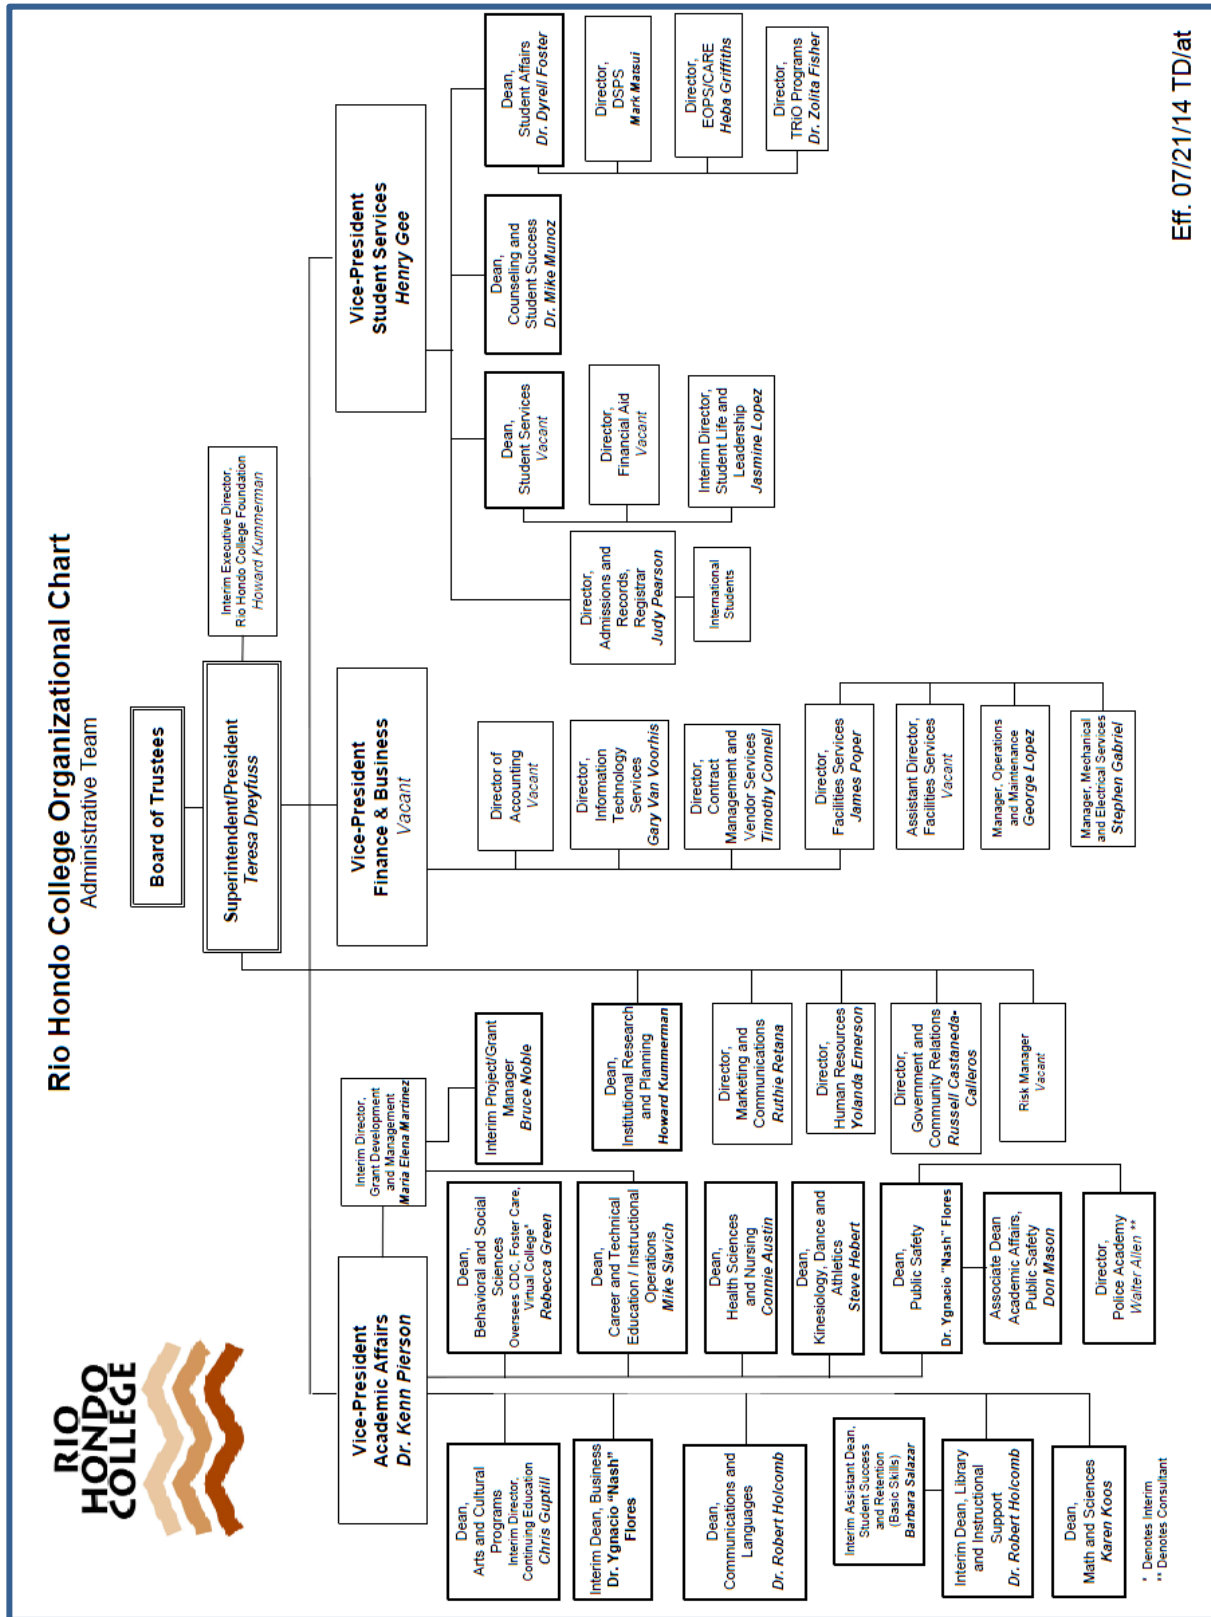 RIO
HONDO
COLLEGE
Rio Hondo College Organizational Chart
Administrative Team
Board of Trustees
Superintendent/President
Teresa Dreyfuss
Interim Executive Director,
Rio Hondo College Foundation
Howard Kummerman
Vice-President
Academic Affairs
Dr. Kenn Pierson
Interim Director,
Grant Development
and Management
Maria Elena Martinez
Interim Project/Grant
Manager
Bruce Noble
Vice-President
Finance & Business
Vacant
Vice-President
Student Services
Henry Gee
Dean,
Arts and Cultural
Programs
Interim Director,
Continuing Education
Chris Guptill
Interim Dean, Business
Dr. Ygnacio "Nash"
Flores
Dean,
Communications and
Languages
Dr. Robert Holcomb
Interim Assistant Dean,
Student Success
and Retention
(Basic Skills)
Barbara Salazar
Interim Dean, Library
and Instructional
Support
Dr. Robert Holcomb
Dean,
Math and Sciences
Karen Koos
Dean,
Behavioral and Social
Sciences
Oversees CDC, Foster Care,
Virtual College*
Rebecca Green
Dean,
Career and Technical
Education / Instructional
Operations
Mike Slavich
Dean,
Health Sciences
and Nursing
Connie Austin
Dean,
Kinesiology, Dance and
Athletics
Steve Hebert
Dean,
Public Safety
Dr. Ygnacio "Nash" Flores
Associate Dean
Academic Affairs,
Public Safety
Don Mason
Director,
Police Academy
Walter Allen **
Dean,
Institutional Research
and Planning
Howard Kummerman
Director,
Marketing and
Communications
Ruthie Retana
Director,
Human Resources
Yolanda Emerson
Director,
Government and
Community Relations
Russell Castaneda-
Calleros
Risk Manager
Vacant
Director of
Accounting
Vacant
Director,
Information
Technology
Services
Gary Van Voorhis
Director,
Contract
Management and
Vendor Services
Timothy Connell
Director,
Facilities Services
James Poper
Assistant Director,
Facilities Services
Vacant
Manager, Operations
and Maintenance
George Lopez
Manager, Mechanical
and Electrical Services
Stephen Gabriel
Director,
Admissions and
Records,
Registrar
Judy Pearson
International
Students
Dean,
Student Services
Vacant
Director,
Financial Aid
Vacant
Interim Director,
Student Life and
Leadership
Jasmine Lopez
Dean,
Counseling and
Student Success
Dr. Mike Munoz
Dean,
Student Affairs
Dr. Dyrell Foster
Director,
DSPS
Mark Matsui
Director,
EOPS/CARE
Heba Griffiths
Director,
TRiO Programs
Dr. Zolita Fisher
* Denotes Interim
** Denotes Consultant
Eff. 07/21/14 TD/at